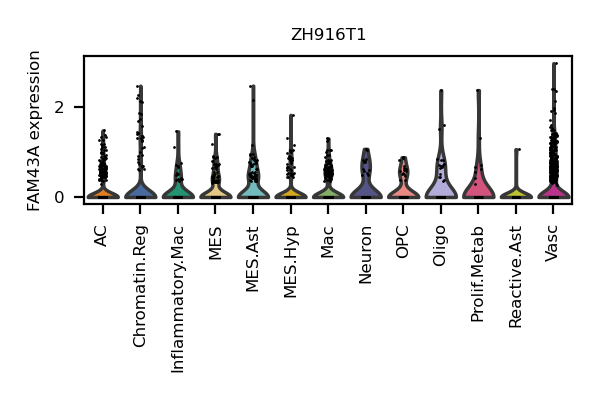 ZH916T1
FAM43A expression
2
0
AC
Chromatin.Reg
Inflammatory.Mac
MES
MES.Ast
MES.Hyp
Mac
Neuron
OPC
Oligo
Prolif.Metab
Reactive.Ast
Vasc